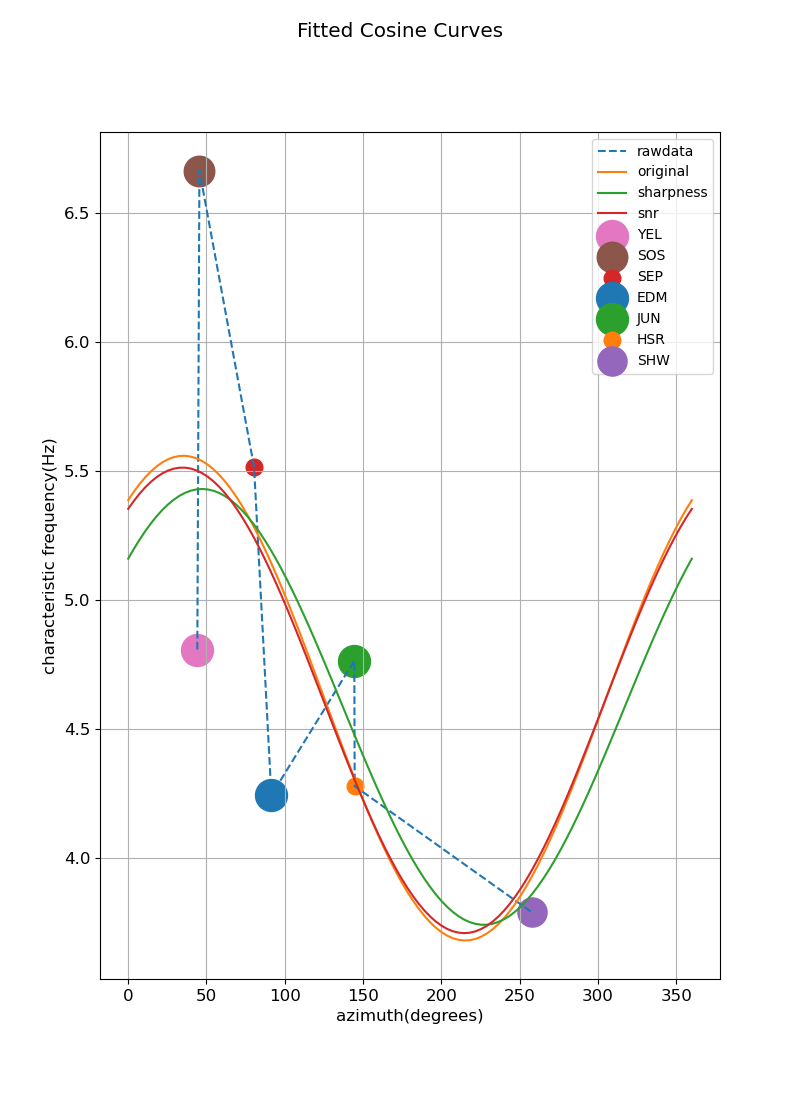 Fitted Cosine Curves
rawdata
original
sharpness
snr
YEL
SOS
SEP
EDM
JUN
HSR
SHW
6.5
6.0
5.5
5.0
4.5
4.0
characteristic frequency(Hz)
0 50 100 150 200 250 300 350
azimuth(degrees)